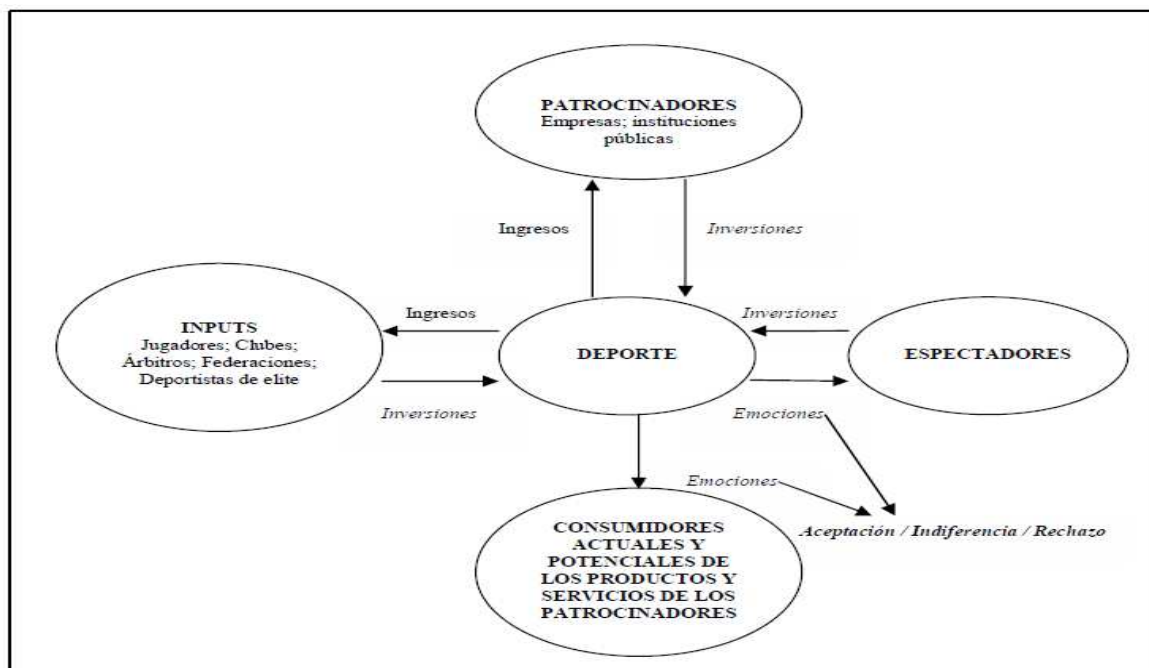 PATROCINADORES
Empresas; instituciones
públicas
Ingresos
Inversiones
INPUTS
Jugadores; Clubes;
Árbitros; Federaciones;
Deportistas de elite
Ingresos
Inversiones
DEPORTE
Inversiones
Emociones
ESPECTADORES
Emociones
Aceptación / Indiferencia / Rechazo
CONSUMIDORES
ACTUALES Y
POTENCIALES DE
LOS PRODUCTOS Y
SERVICIOS DE LOS
PATROCINADORES